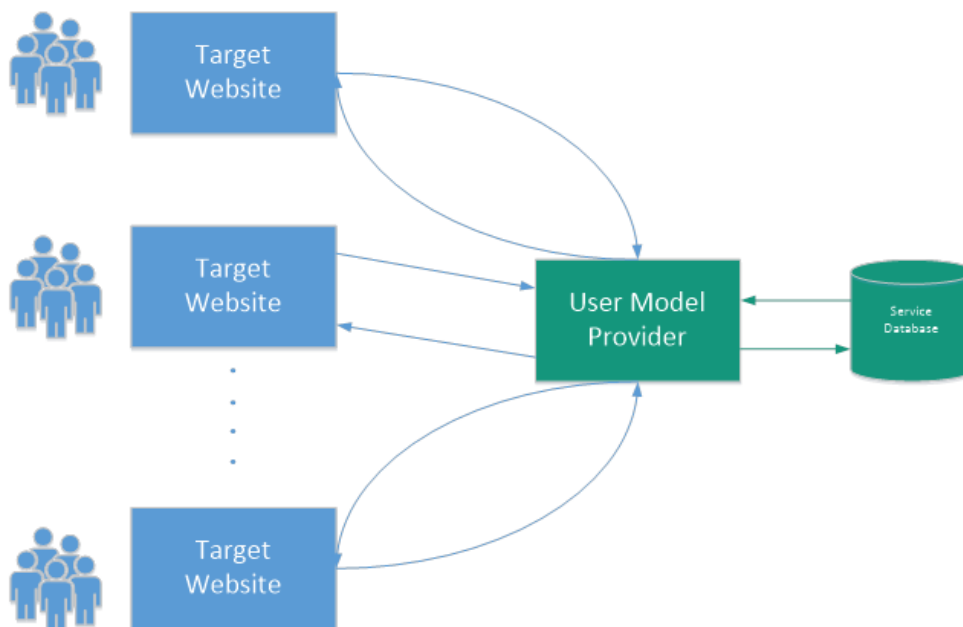 Target
Website
Target
Website
User Model
Provider
Service
Database
Target
Website